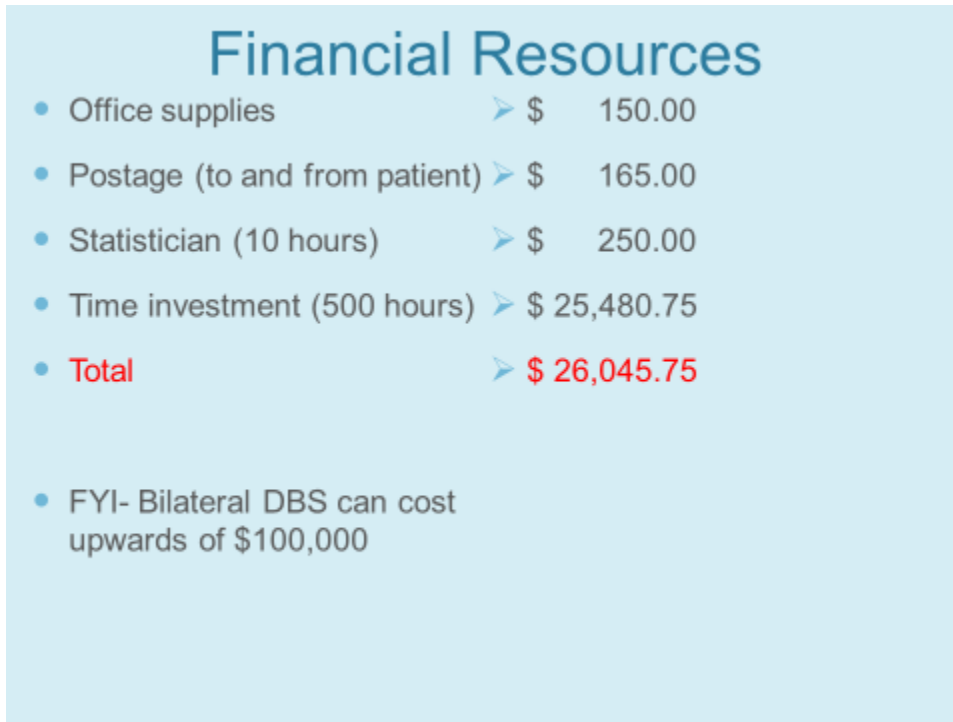 Financial Resources
Office supplies $ 150.00
Postage (to and from patient) $ 165.00
Statistician (10 hours) $ 250.00
Time investment (500 hours) $ 25,480.75
Total $ 26,045.75
FYI- Bilateral DBS can cost
upwards of $100,000